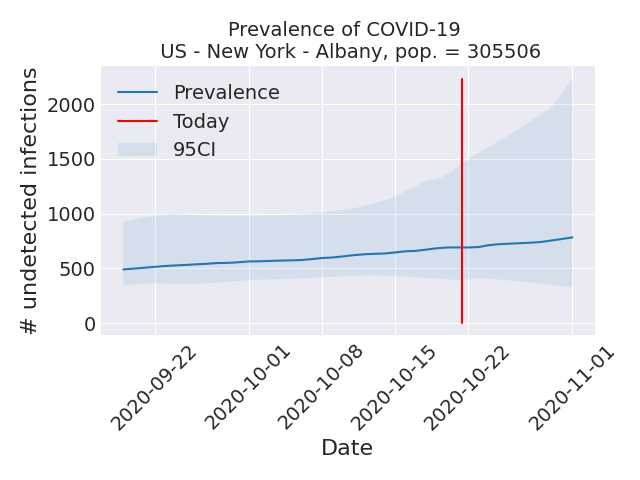 Prevalence of COVID-19
US - New York - Albany, pop. = 305506
# undetected infections
2000
1500
1000
500
0
Prevalence
Today
95CI
2020-09-22
2020-10-01
2020-10-08
2020-10-15
2020-10-22
2020-11-01
Date